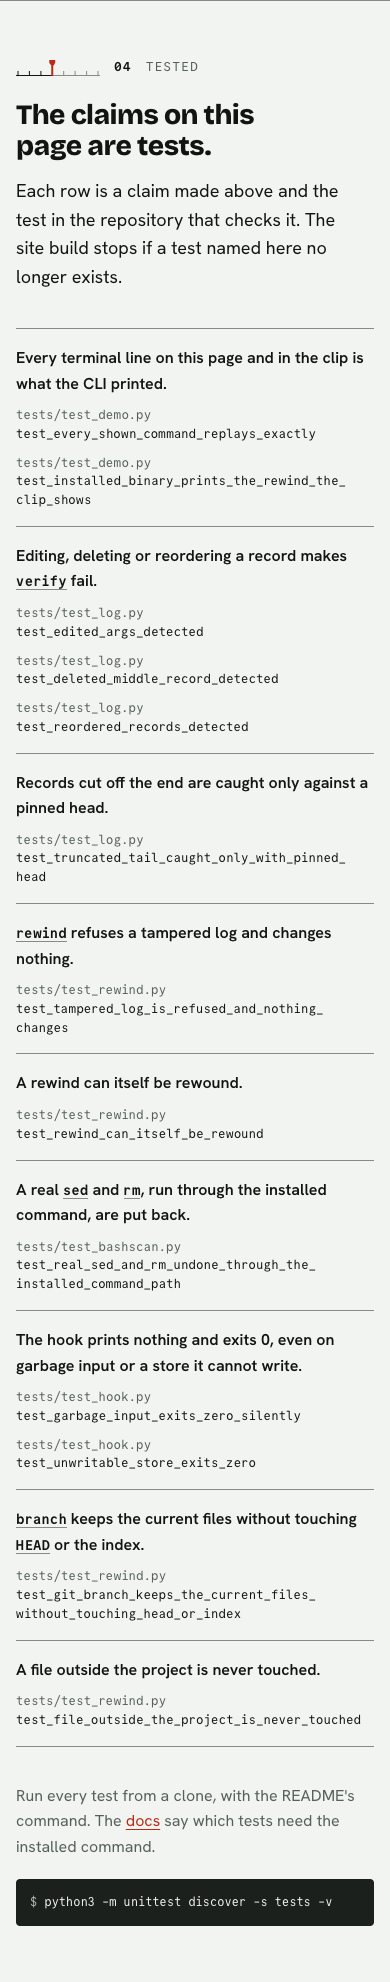 04 TESTED
The claims on this
page are tests.
Each row is a claim made above and the
test in the repository that checks it. The
site build stops if a test named here no
longer exists.
Every terminal line on this page and in the clip is
what the CLI printed.
tests/test_demo.py
test_every_shown_command_replays_exactly
tests/test_demo.py
test_installed_binary_prints_the_rewind_the_
clip_shows
Editing, deleting or reordering a record makes
verify fail.
tests/test_log.py
test_edited_args_detected
tests/test_log.py
test_deleted_middle_record_detected
tests/test_log.py
test_reordered_records_detected
Records cut off the end are caught only against a
pinned head.
tests/test_log.py
test_truncated_tail_caught_only_with_pinned_
head
rewind refuses a tampered log and changes
nothing.
tests/test_rewind.py
test_tampered_log_is_refused_and_nothing_
changes
A rewind can itself be rewound.
tests/test_rewind.py
test_rewind_can_itself_be_rewound
A real sed and rm, run through the installed
command, are put back.
tests/test_bashscan.py
test_real_sed_and_rm_undone_through_the_
installed_command_path
The hook prints nothing and exits 0, even on
garbage input or a store it cannot write.
tests/test_hook.py
test_garbage_input_exits_zero_silently
tests/test_hook.py
test_unwritable_store_exits_zero
branch keeps the current files without touching
HEAD or the index.
tests/test_rewind.py
test_git_branch_keeps_the_current_files_
without_touching_head_or_index
A file outside the project is never touched.
tests/test_rewind.py
test_file_outside_the_project_is_never_touched
Run every test from a clone, with the README's
command. The docs say which tests need the
installed command.
$ python3 -m unittest discover -s tests -v